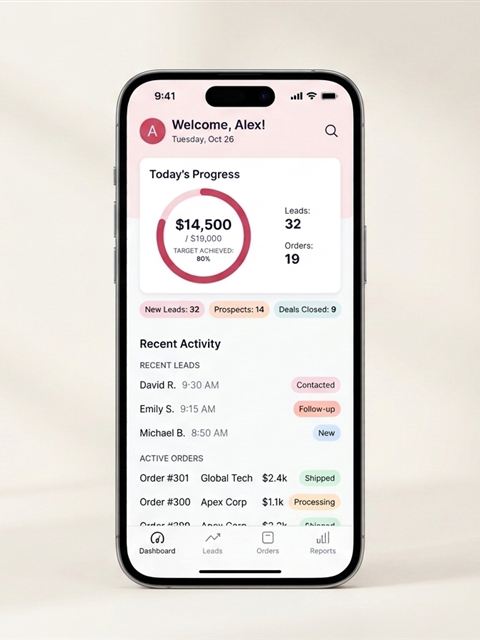 9:41
A
Welcome, Alex!
Tuesday, Oct 26
Today's Progress
$14,500
/ $19,000
TARGET ACHIEVED:
80%
Leads:
32
Orders:
19
New Leads: 32 Prospects: 14 Deals Closed: 9
Recent Activity
RECENT LEADS
David R. 9:30 AM Contacted
Emily S. 9:15 AM Follow-up
Michael B. 8:50 AM New
ACTIVE ORDERS
Order #301 Global Tech $2.4k Shipped
Order #300 Apex Corp $1.1k Processing
Dashboard Leads Orders Reports